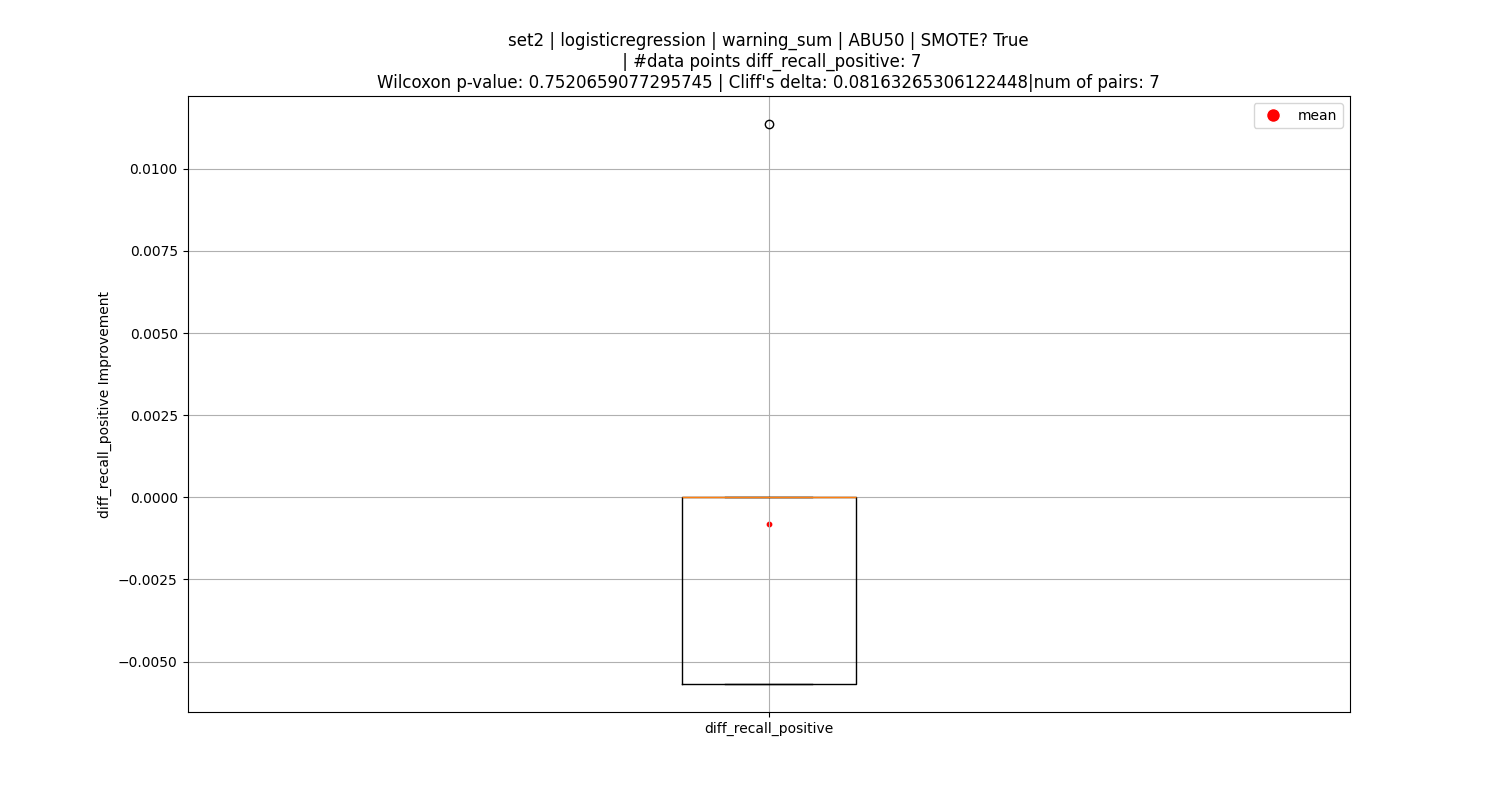 set2 | logisticregression | warning_sum | ABU50 | SMOTE? True
| #data points diff_recall_positive: 7
Wilcoxon p-value: 0.7520659077295745 | Cliff's delta: 0.08163265306122448|num of pairs: 7
mean
0.0100
0.0075
0.0050
0.0025
0.0000
−0.0025
−0.0050
diff_recall_positive Improvement
diff_recall_positive